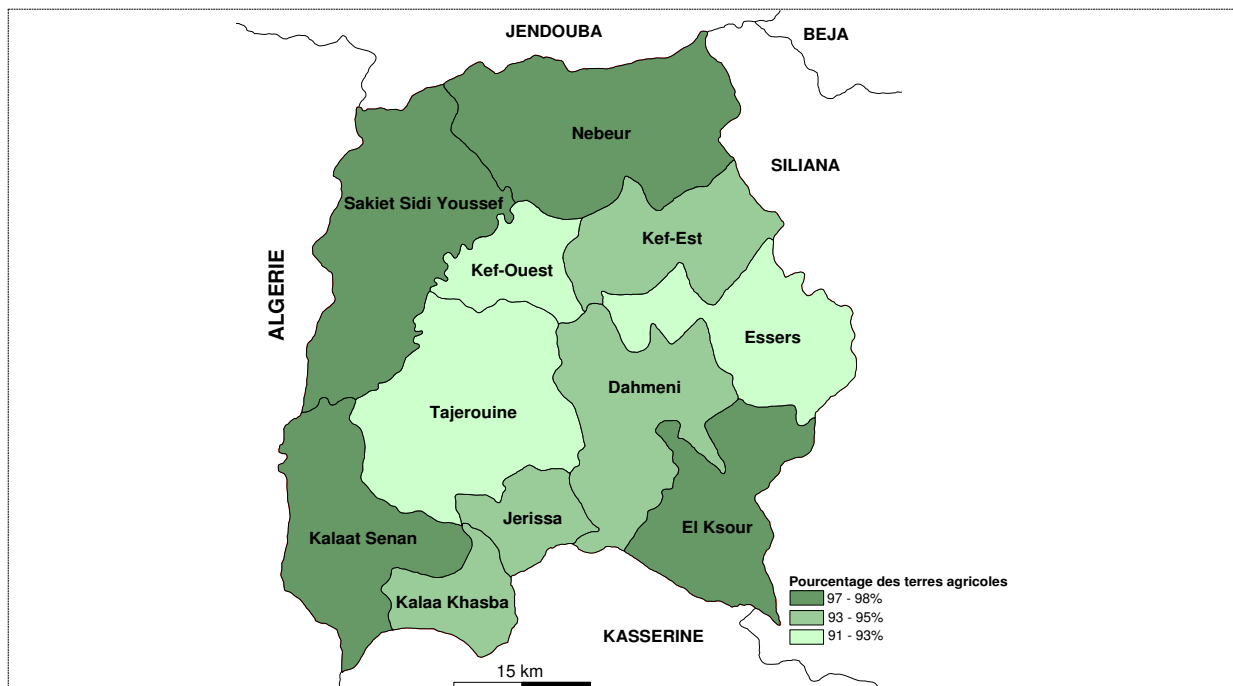 JENDOUBA
BEJA
Nebeur
SILIANA
Sakiet Sidi Youssef
Kef-Est
ALGERIE
Kef-Ouest
Essers
Dahmeni
Tajerouine
Jerissa
El Ksour
Kalaat Senan
Kalaa Khasba
Pourcentage des terres agricoles
97 - 98%
93 - 95%
91 - 93%
KASSERINE
15 km